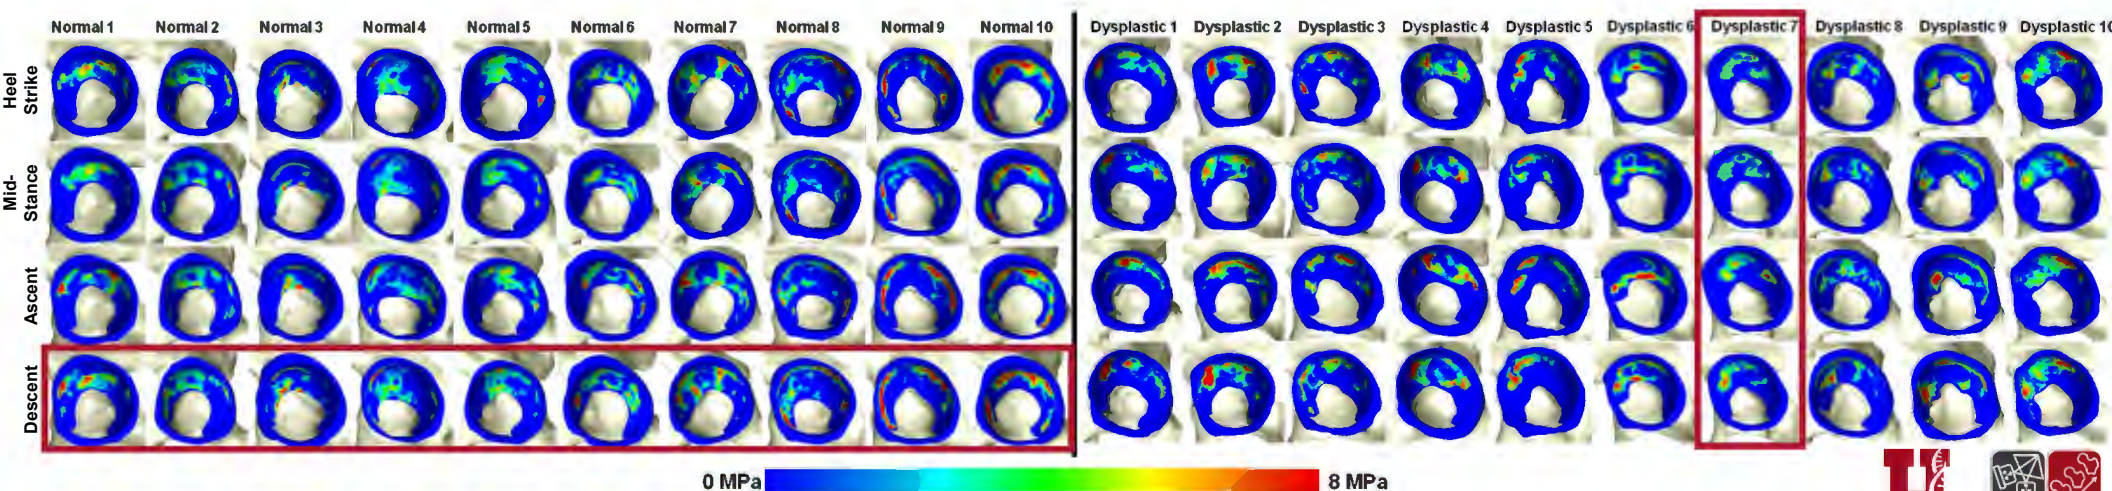 Normal 1 Normal 2 Normal 3 Normal 4 Normal 5 Normal 6 Normal 7 Normal 8 Normal 9 Normal 10 Dysplastic 1 Dysplastic 2 Dysplastic 3 Dysplastic 4 Dysplastic 5 Dysplastic 6 Dysplastic 7 Dysplastic 8 Dysplastic 9 Dysplastic 10
Heel
Strike
Mid-
Stance
Ascent
Descent
0 MPa 8 MPa